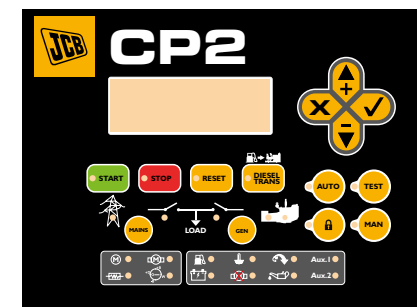 JCB
CP2
START
STOP
RESET
DIESEL
TRANS
AUTO
TEST
MAINS
LOAD
GEN
MAN
M
M
Aux.1
Aux.2